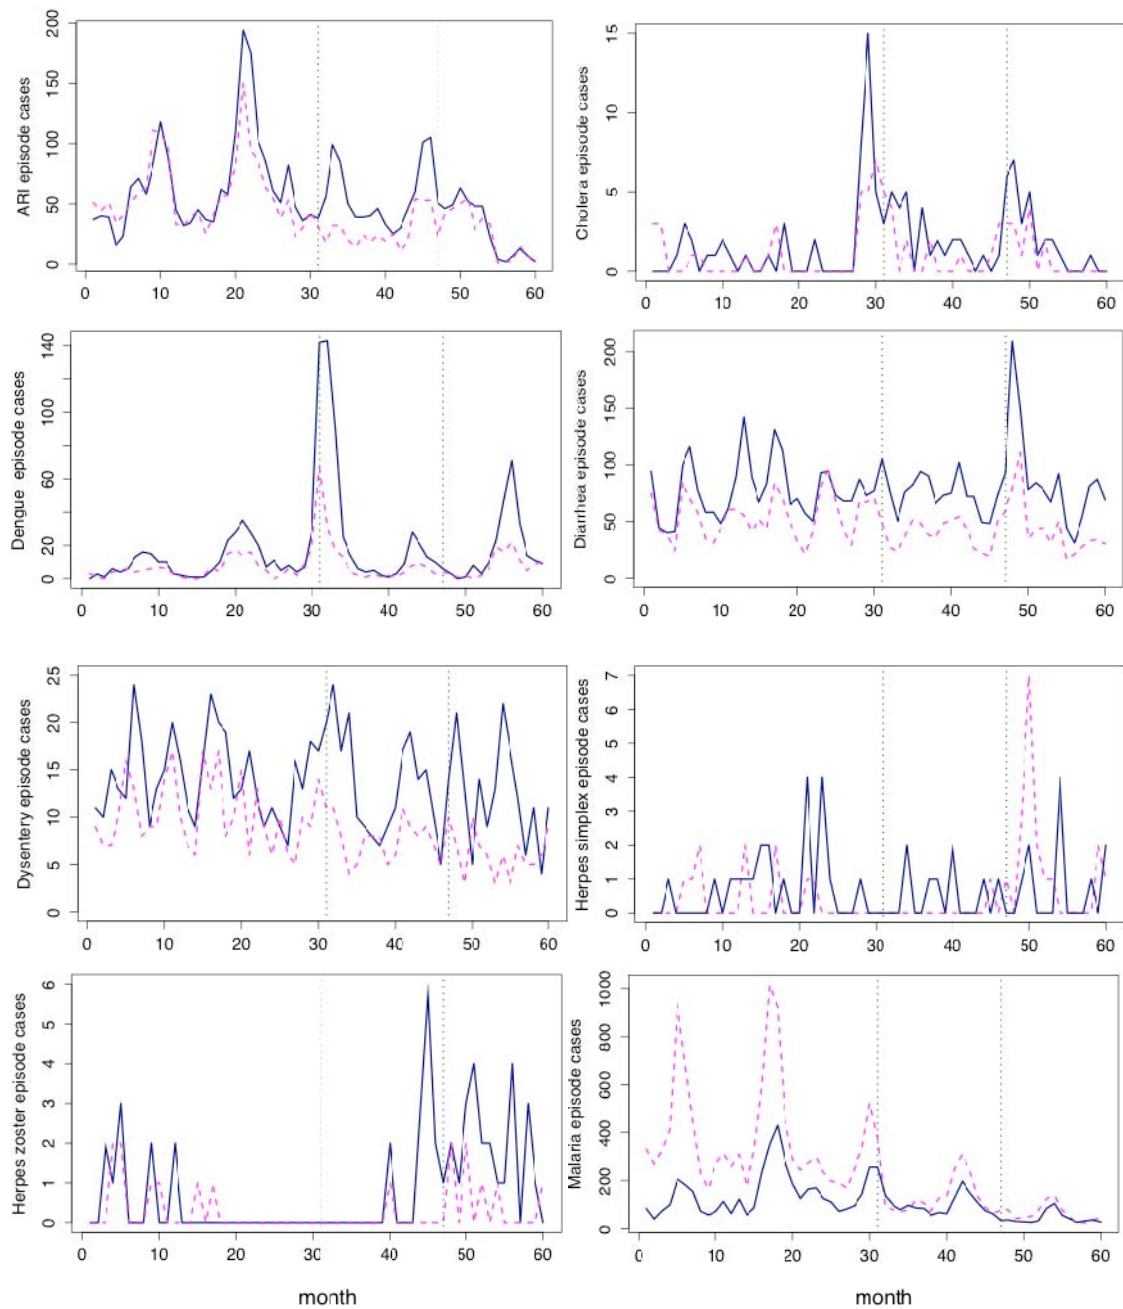 ARI episode cases
0 50 100 150 200
0 10 20 30 40 50 60
Cholera episode cases
0 5 10 15
0 10 20 30 40 50 60
Dengue episode cases
0 20 60 100 140
0 10 20 30 40 50 60
Diarrhea episode cases
0 50 100 150 200
0 10 20 30 40 50 60
Dysentery episode cases
0 5 10 15 20 25
0 10 20 30 40 50 60
Herpes simplex episode cases
0 1 2 3 4 5 6 7
0 10 20 30 40 50 60
Herpes zoster episode cases
0 1 2 3 4 5 6
0 10 20 30 40 50 60
Malaria episode cases
0 200 400 600 800 1000
0 10 20 30 40 50 60
month
month